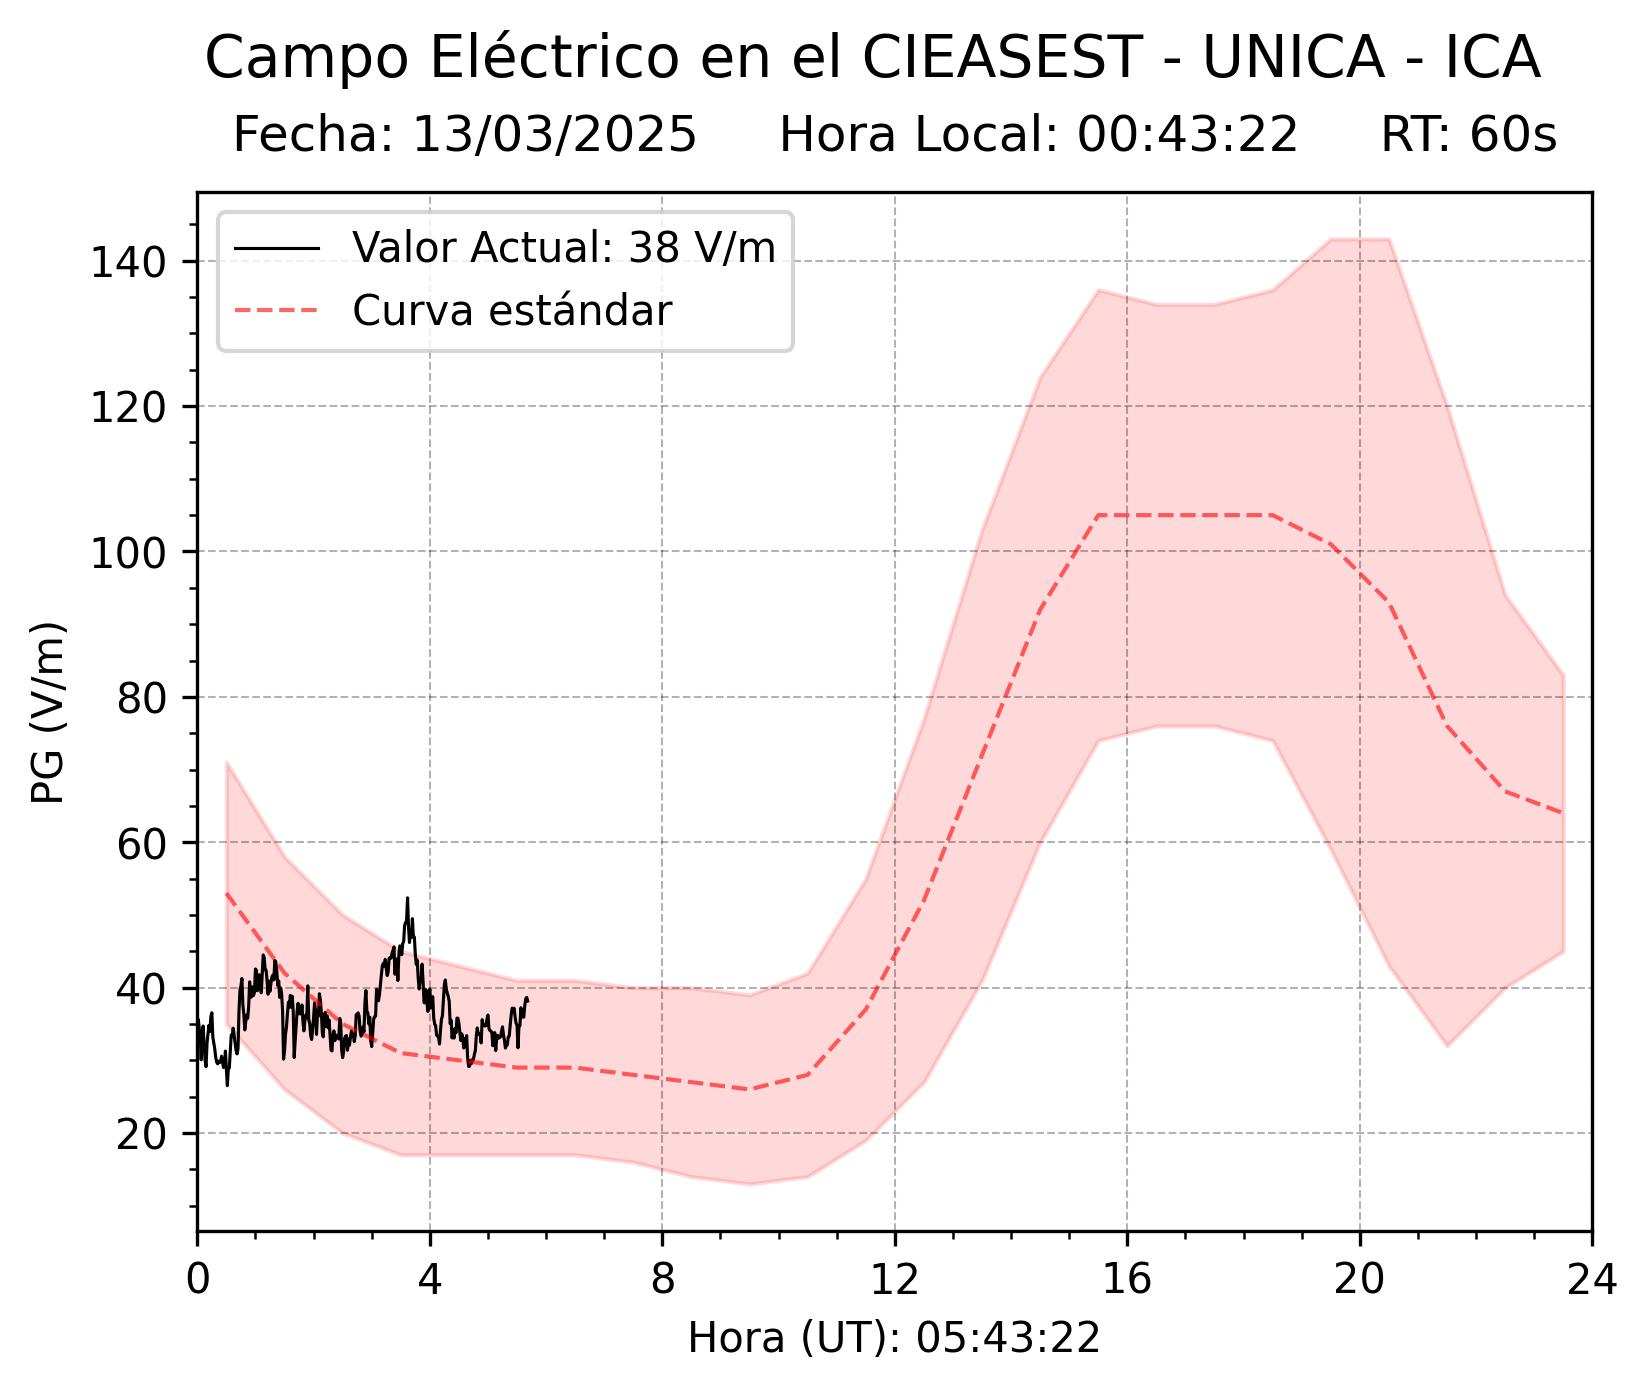 Campo Eléctrico en el CIEASEST - UNICA - ICA
Fecha: 13/03/2025 Hora Local: 00:43:22 RT: 60s
Valor Actual: 38 V/m
Curva estándar
PG (V/m)
140
120
100
80
60
40
20
0 4 8 12 16 20 24
Hora (UT): 05:43:22